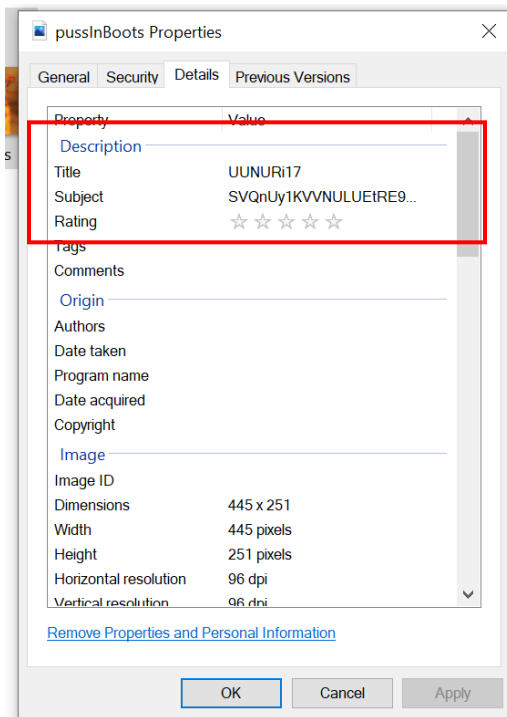 pussInBoots Properties
General Security Details Previous Versions
Property Value
Description
Title UUNURi17
Subject SVQnUy1KVVNULUEtRE9...
Rating
Tags
Comments
Origin
Authors
Date taken
Program name
Date acquired
Copyright
Image
Image ID
Dimensions 445 x 251
Width 445 pixels
Height 251 pixels
Horizontal resolution 96 dpi
Vertical resolution 96 dpi
Remove Properties and Personal Information
OK Cancel Apply
s